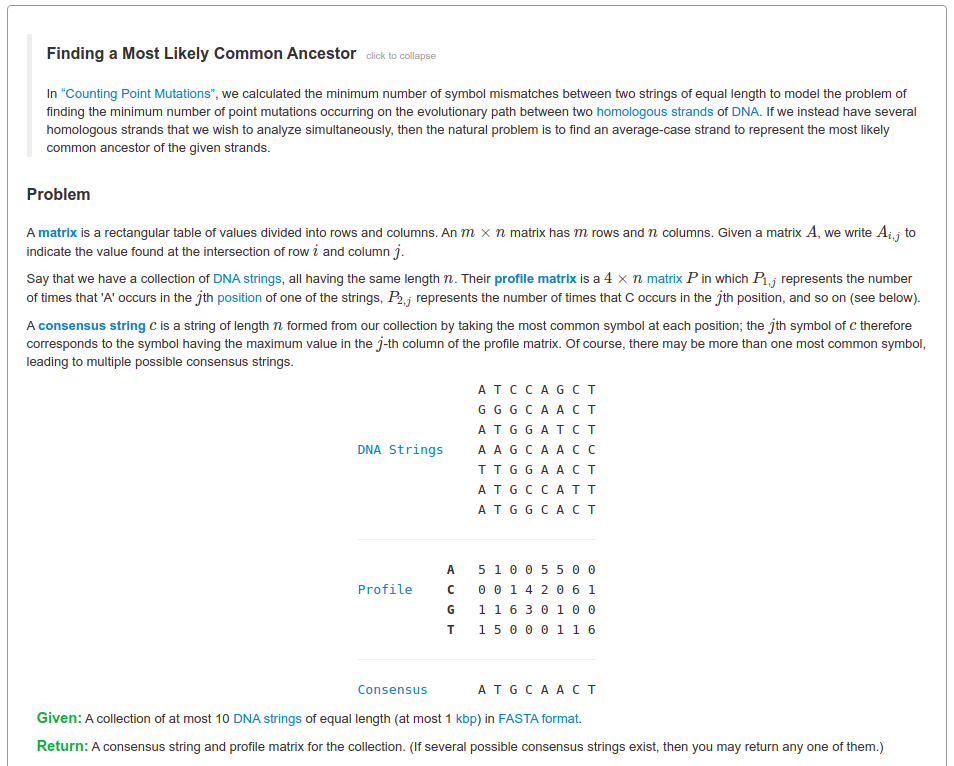 Finding a Most Likely Common Ancestor click to collapse
In “Counting Point Mutations”, we calculated the minimum number of symbol mismatches between two strings of equal length to model the problem of
finding the minimum number of point mutations occurring on the evolutionary path between two homologous strands of DNA. If we instead have several
homologous strands that we wish to analyze simultaneously, then the natural problem is to find an average-case strand to represent the most likely
common ancestor of the given strands.
Problem
A matrix is a rectangular table of values divided into rows and columns. An m × n matrix has m rows and n columns. Given a matrix A, we write A_{i,j} to
indicate the value found at the intersection of row i and column j.
Say that we have a collection of DNA strings, all having the same length n. Their profile matrix is a 4 × n matrix P in which P_{1,j} represents the number
of times that 'A' occurs in the jth position of one of the strings, P_{2,j} represents the number of times that C occurs in the jth position, and so on (see below).
A consensus string c is a string of length n formed from our collection by taking the most common symbol at each position; the jth symbol of c therefore
corresponds to the symbol having the maximum value in the j-th column of the profile matrix. Of course, there may be more than one most common symbol,
leading to multiple possible consensus strings.
A T C C A G C T
G G G C A A C T
A T G G A T C T
DNA Strings A A G C A A C C
T T G G A A C T
A T G C C A T T
A T G G C A C T
A 5 1 0 0 5 5 0 0
Profile C 0 0 1 4 2 0 6 1
G 1 1 6 3 0 1 0 0
T 1 5 0 0 0 1 1 6
Consensus A T G C A A C T
Given: A collection of at most 10 DNA strings of equal length (at most 1 kbp) in FASTA format.
Return: A consensus string and profile matrix for the collection. (If several possible consensus strings exist, then you may return any one of them.)